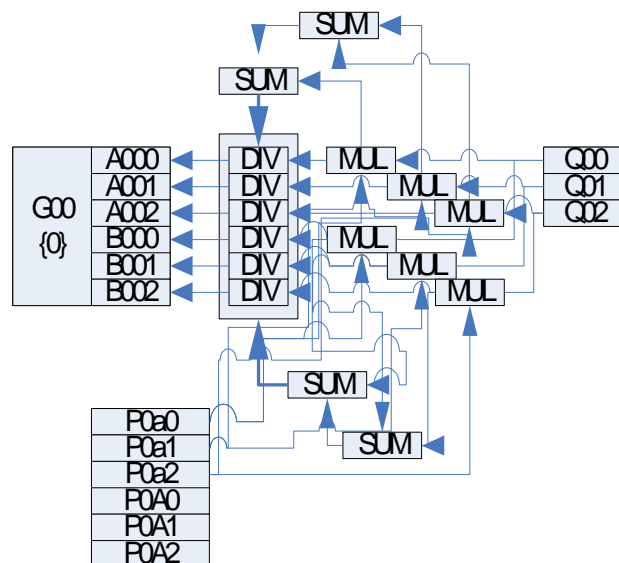 SUM
SUM
A000 DIV MUL Q00
A001 DIV MUL Q01
G00 A002 DIV MUL Q02
{0} B000 DIV MUL
B001 DIV MUL
B002 DIV MUL
SUM
P0a0
P0a1 SUM
P0a2
P0A0
P0A1
P0A2